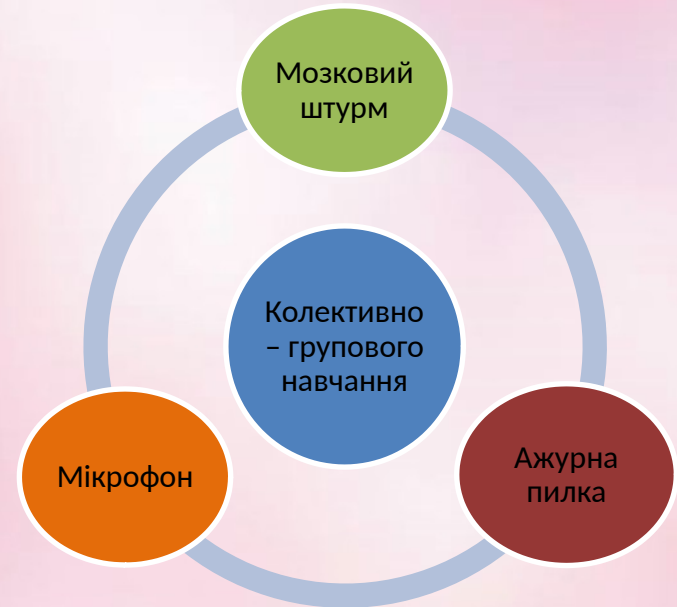 Мозковий
штурм
Колективно
– групового
навчання
Мікрофон
Ажурна
пилка